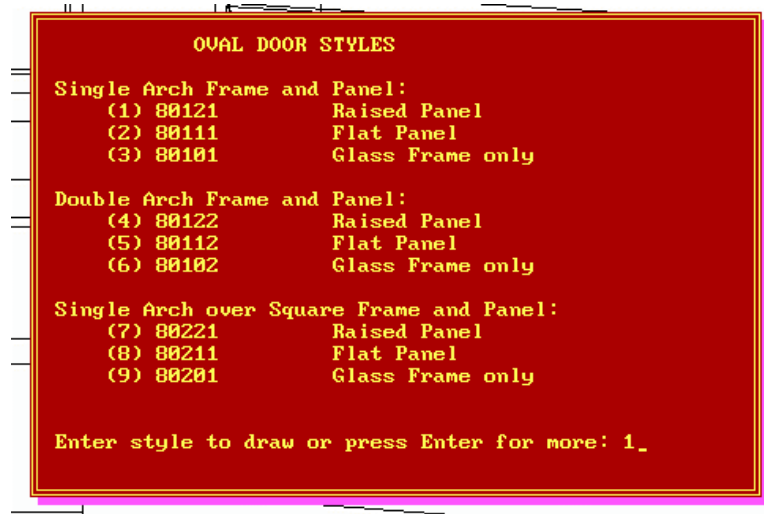 OVAL DOOR STYLES
Single Arch Frame and Panel:
(1) 80121 Raised Panel
(2) 80111 Flat Panel
(3) 80101 Glass Frame only
Double Arch Frame and Panel:
(4) 80122 Raised Panel
(5) 80112 Flat Panel
(6) 80102 Glass Frame only
Single Arch over Square Frame and Panel:
(7) 80221 Raised Panel
(8) 80211 Flat Panel
(9) 80201 Glass Frame only
Enter style to draw or press Enter for more: 1_